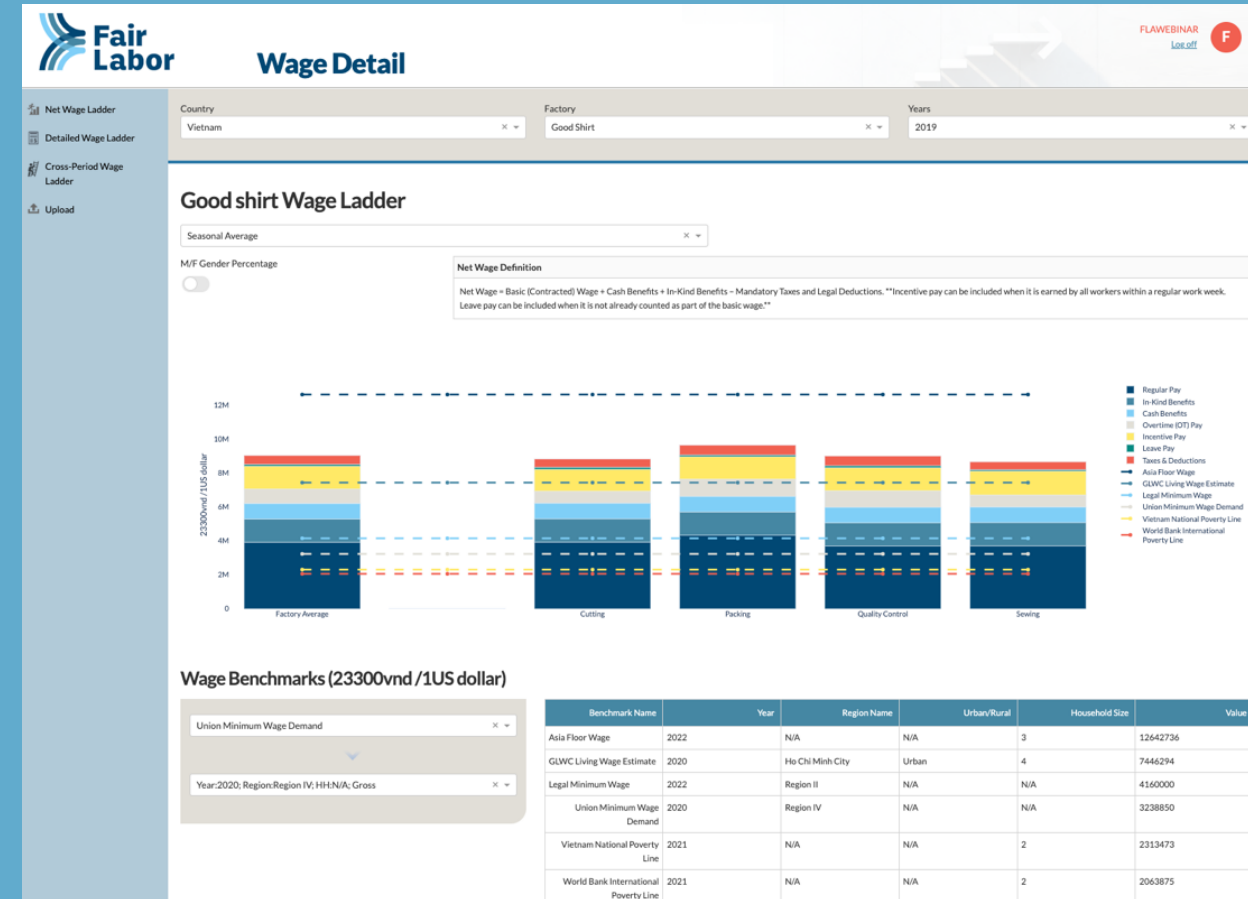 Fair
Labor
Wage Detail
FLAWEBINAR
Log off
F
Net Wage Ladder
Detailed Wage Ladder
Cross-Period Wage
Ladder
Upload
Country
Vietnam
Factory
Good Shirt
Years
2019
Good shirt Wage Ladder
Seasonal Average
M/F Gender Percentage
Net Wage Definition
Net Wage = Basic (Contracted) Wage + Cash Benefits + In-Kind Benefits – Mandatory Taxes and Legal Deductions. **Incentive pay can be included when it is earned by all workers within a regular work week.
Leave pay can be included when it is not already counted as part of the basic wage.**
12M
10M
8M
6M
4M
2M
0
23300vnd /1US dollar
Factory Average
Cutting
Packing
Quality Control
Sewing
Regular Pay
In-Kind Benefits
Cash Benefits
Overtime (OT) Pay
Incentive Pay
Leave Pay
Taxes & Deductions
Asia Floor Wage
GLWC Living Wage Estimate
Legal Minimum Wage
Union Minimum Wage Demand
Vietnam National Poverty Line
World Bank International
Poverty Line
Wage Benchmarks (23300vnd /1US dollar)
Union Minimum Wage Demand
Year:2020; Region:Region IV; HH:N/A; Gross
Benchmark Name Year Region Name Urban/Rural Household Size Value
Asia Floor Wage 2022 N/A N/A 3 12642736
GLWC Living Wage Estimate 2020 Ho Chi Minh City Urban 4 7446294
Legal Minimum Wage 2022 Region II N/A N/A 4160000
Union Minimum Wage 2020 Region IV N/A N/A 3238850
Demand
Vietnam National Poverty 2021 N/A N/A 2 2313473
Line
World Bank International 2021 N/A N/A 2 2063875
Poverty Line